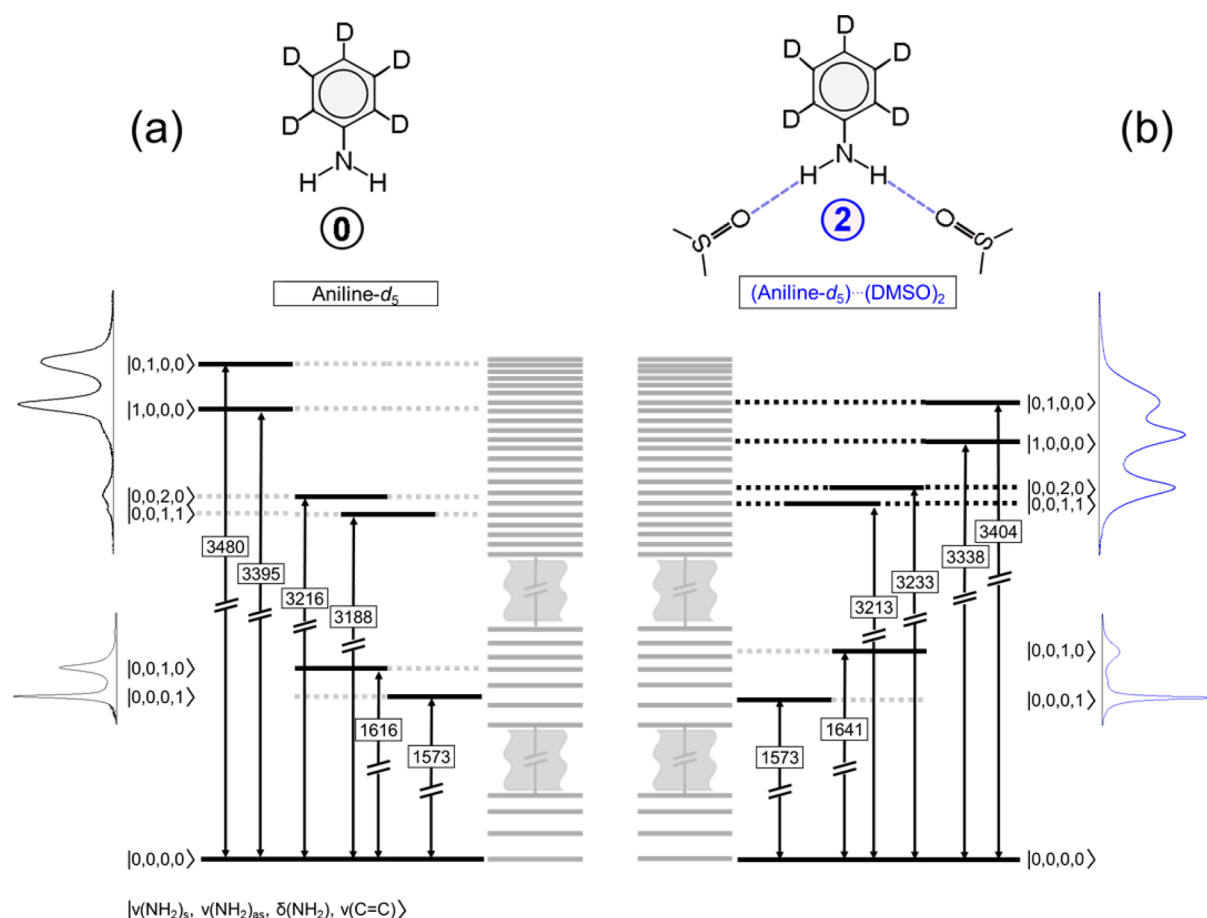 D
D D
D D
N
H H
(a)
0
Aniline-d5
D
D D
D D
N
H H
O O
S S
(b)
2
(Aniline-d5)···(DMSO)2
|0,1,0,0⟩
|1,0,0,0⟩
|0,0,2,0⟩
|0,0,1,1⟩
|0,0,1,0⟩
|0,0,0,1⟩
|0,0,0,0⟩
3480
3395
3216
3188
1616
1573
|0,1,0,0⟩
|1,0,0,0⟩
|0,0,2,0⟩
|0,0,1,1⟩
|0,0,1,0⟩
|0,0,0,1⟩
|0,0,0,0⟩
3404
3338
3233
3213
1641
1573
|ν(NH2)s, ν(NH2)as, δ(NH2), ν(C=C)⟩